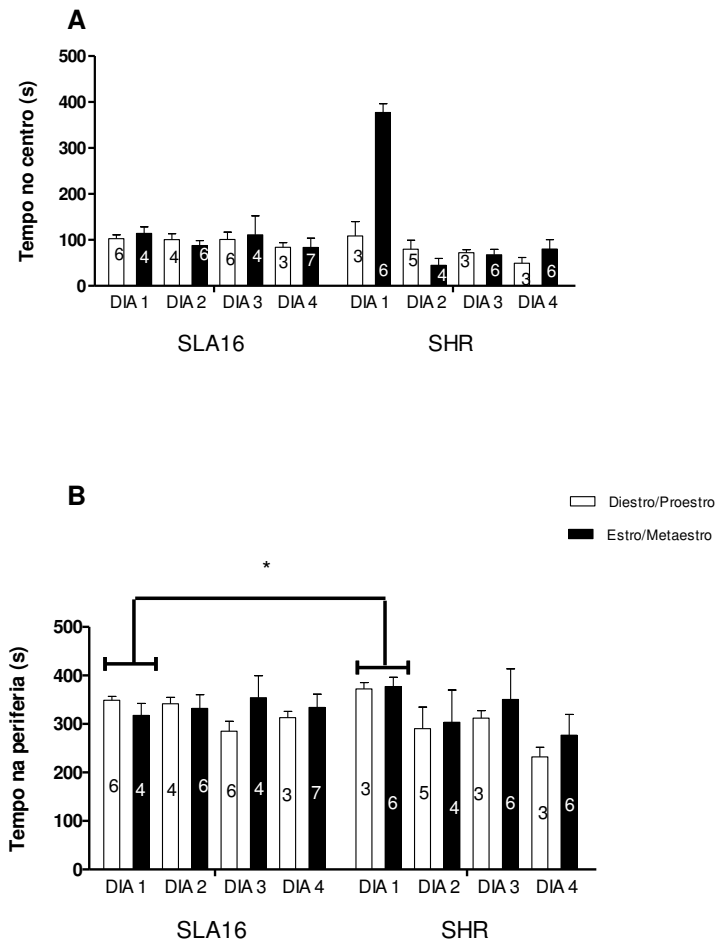 A
Tempo no centro (s)
500
400
300
200
100
0
6 4 4 6 6 4 3 7 3 6 5 4 3 6 3 6
DIA 1 DIA 2 DIA 3 DIA 4 DIA 1 DIA 2 DIA 3 DIA 4
SLA16 SHR
B
Diestro/Proestro
Estro/Metaestro
*
Tempo na periferia (s)
500
400
300
200
100
0
6 4 4 6 6 4 3 7 3 6 5 4 3 6 3 6
DIA 1 DIA 2 DIA 3 DIA 4 DIA 1 DIA 2 DIA 3 DIA 4
SLA16 SHR